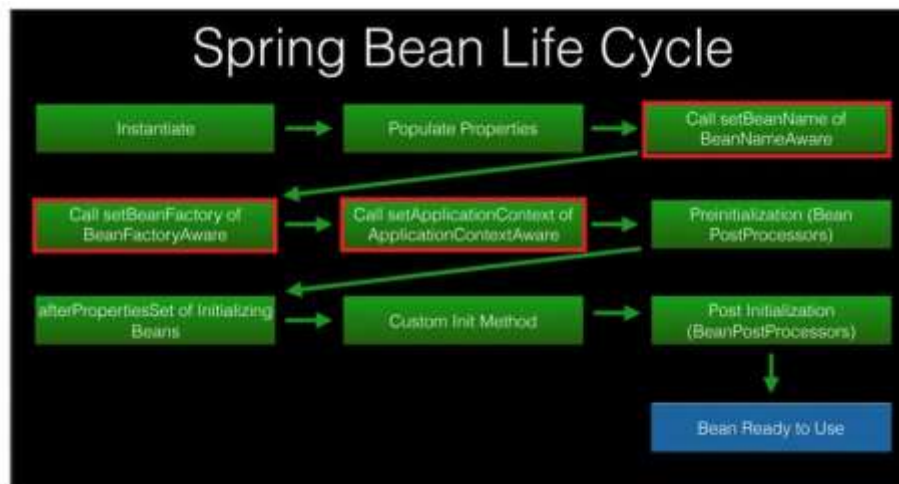 Spring Bean Life Cycle
Instantiate
Populate Properties
Call setBeanName of
BeanNameAware
Call setBeanFactory of
BeanFactoryAware
Call setApplicationContext of
ApplicationContextAware
Preinitialization (Bean
PostProcessors)
afterPropertiesSet of Initializing
Beans
Custom Init Method
Post Initialization
(BeanPostProcessors)
Bean Ready to Use